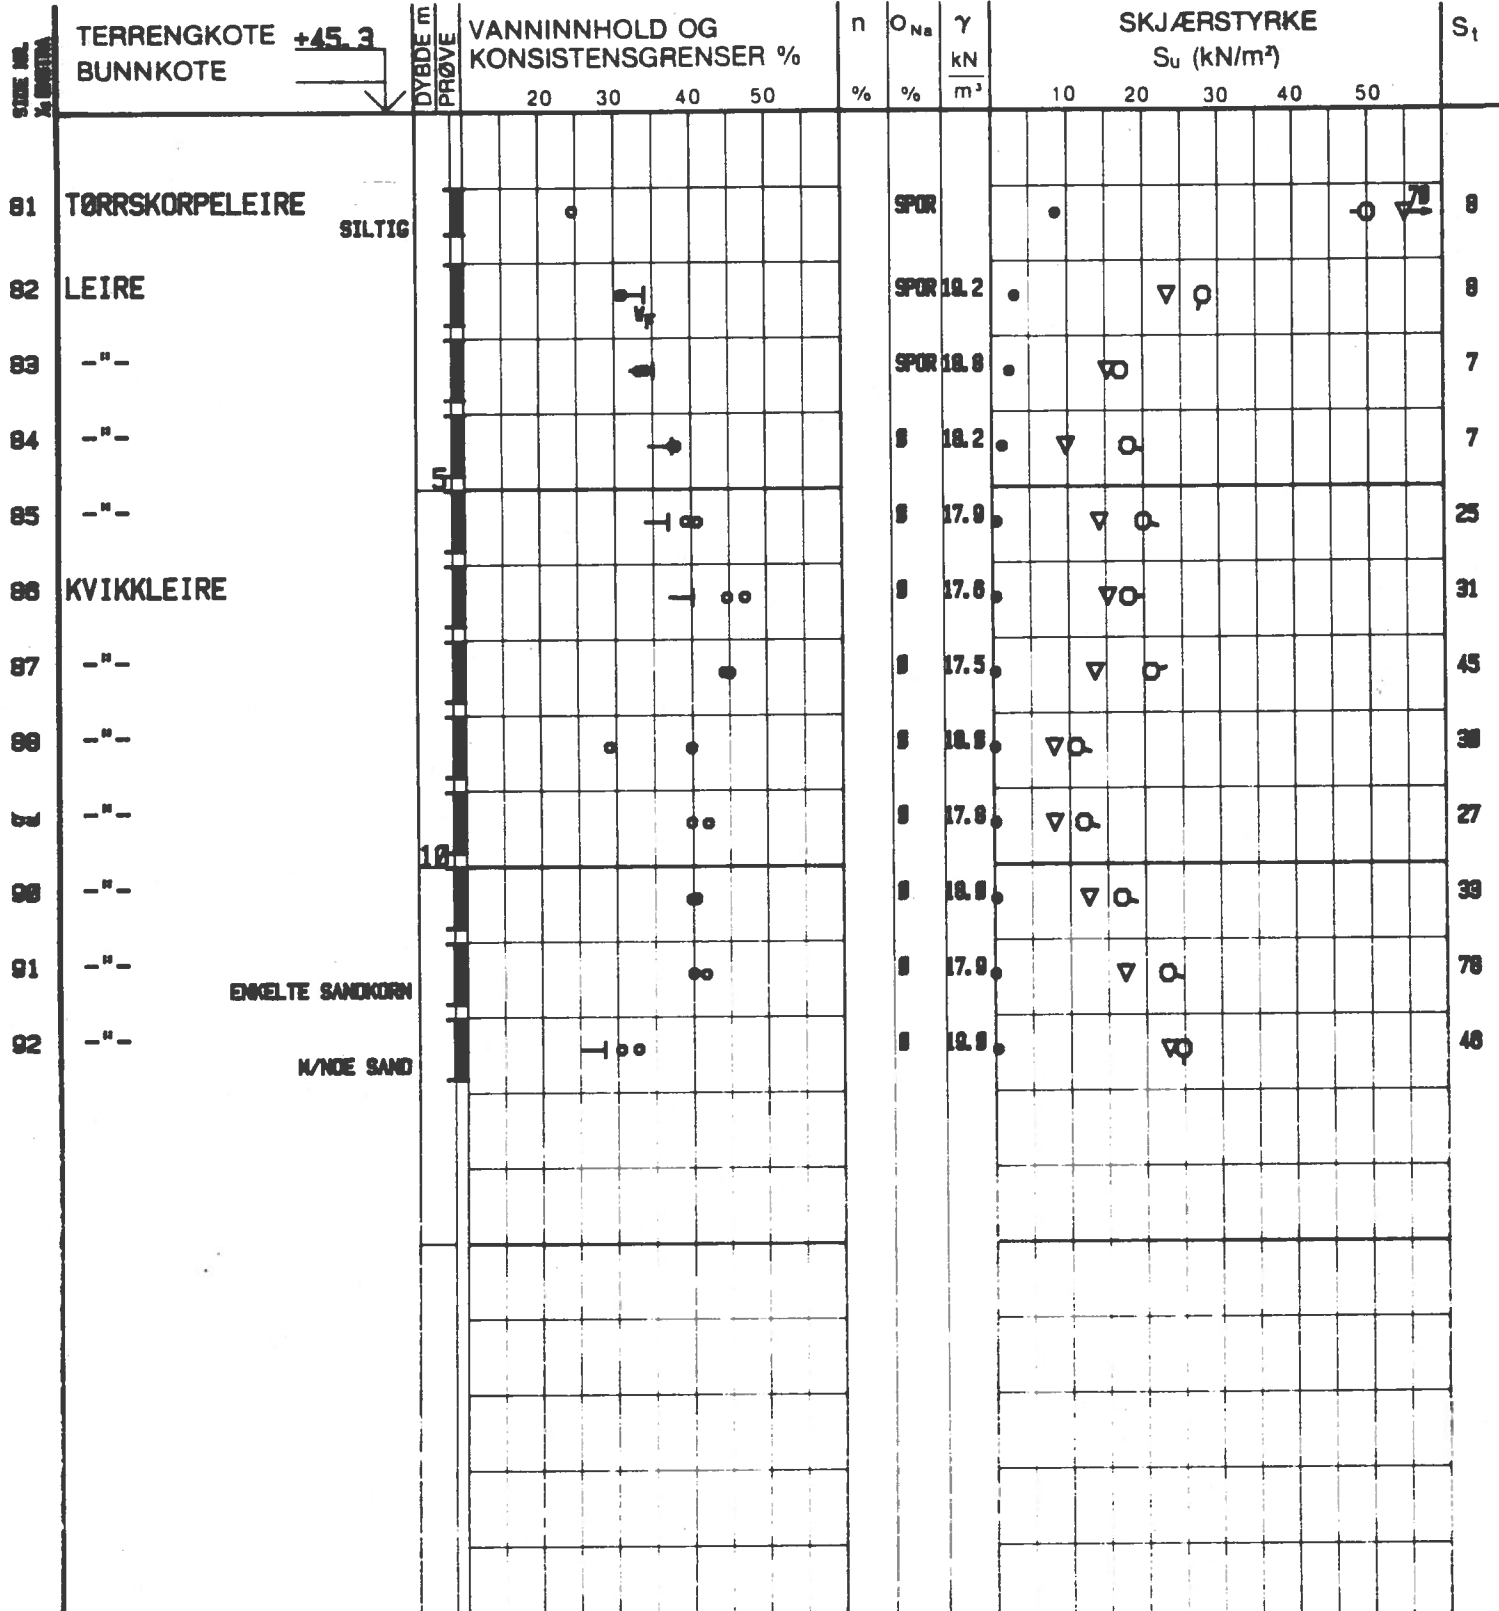 TERRENGKOTE +45.3
BUNNKOTE
DYBDE m
PRØVE
VANNINNHOLD OG
KONSISTENSGRENSER %
20 30 40 50
n
%
O Na
%
γ
kN
m³
SKJÆRSTYRKE
Su (kN/m²)
10 20 30 40 50
St
81 TØRRSKORPELEIRE SPOR 8
SILTIG
82 LEIRE SPOR 19.2 8
83 -"- SPOR 18.8 7
84 -"- 18.2 7
5
85 -"- 17.9 25
86 KVIKKLEIRE 17.6 31
87 -"- 17.5 45
88 -"-
-"- 17.8 27
10
90 -"- 39
91 -"- 17.9 78
ENKELTE SANDKORN
92 -"- 46
M/NOE SAND